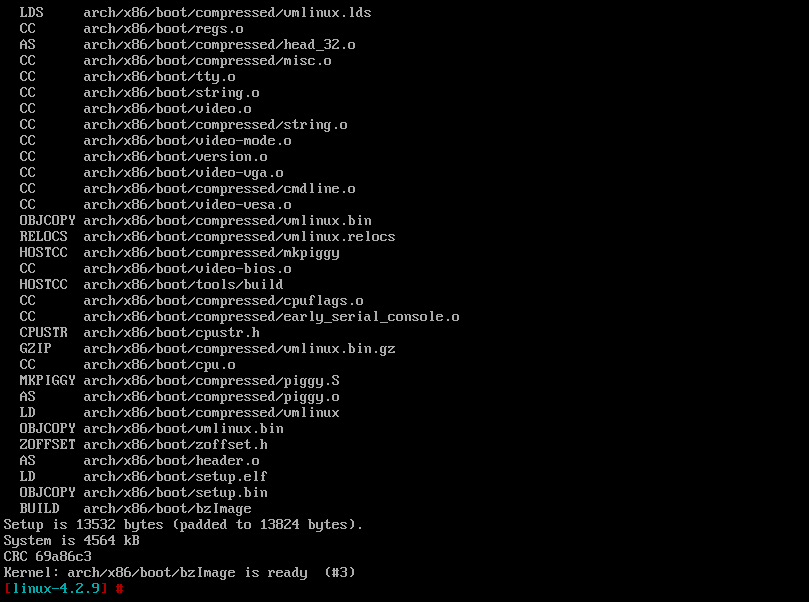 LDS     arch/x86/boot/compressed/vmlinux.lds
CC      arch/x86/boot/regs.o
AS      arch/x86/boot/compressed/head_32.o
CC      arch/x86/boot/compressed/misc.o
CC      arch/x86/boot/tty.o
CC      arch/x86/boot/string.o
CC      arch/x86/boot/video.o
CC      arch/x86/boot/compressed/string.o
CC      arch/x86/boot/video-mode.o
CC      arch/x86/boot/version.o
CC      arch/x86/boot/video-vga.o
CC      arch/x86/boot/compressed/cmdline.o
CC      arch/x86/boot/video-vesa.o
OBJCOPY arch/x86/boot/compressed/vmlinux.bin
RELOCS  arch/x86/boot/compressed/vmlinux.relocs
HOSTCC  arch/x86/boot/compressed/mkpiggy
CC      arch/x86/boot/video-bios.o
HOSTCC  arch/x86/boot/tools/build
CC      arch/x86/boot/compressed/cpuflags.o
CC      arch/x86/boot/compressed/early_serial_console.o
CPUSTR  arch/x86/boot/cpustr.h
GZIP    arch/x86/boot/compressed/vmlinux.bin.gz
CC      arch/x86/boot/cpu.o
MKPIGGY arch/x86/boot/compressed/piggy.S
AS      arch/x86/boot/compressed/piggy.o
LD      arch/x86/boot/compressed/vmlinux
OBJCOPY arch/x86/boot/vmlinux.bin
ZOFFSET arch/x86/boot/zoffset.h
AS      arch/x86/boot/header.o
LD      arch/x86/boot/setup.elf
OBJCOPY arch/x86/boot/setup.bin
BUILD   arch/x86/boot/bzImage
Setup is 13532 bytes (padded to 13824 bytes).
System is 4564 kB
CRC 69a86c3
Kernel: arch/x86/boot/bzImage is ready  (#3)
[linux-4.2.9] #